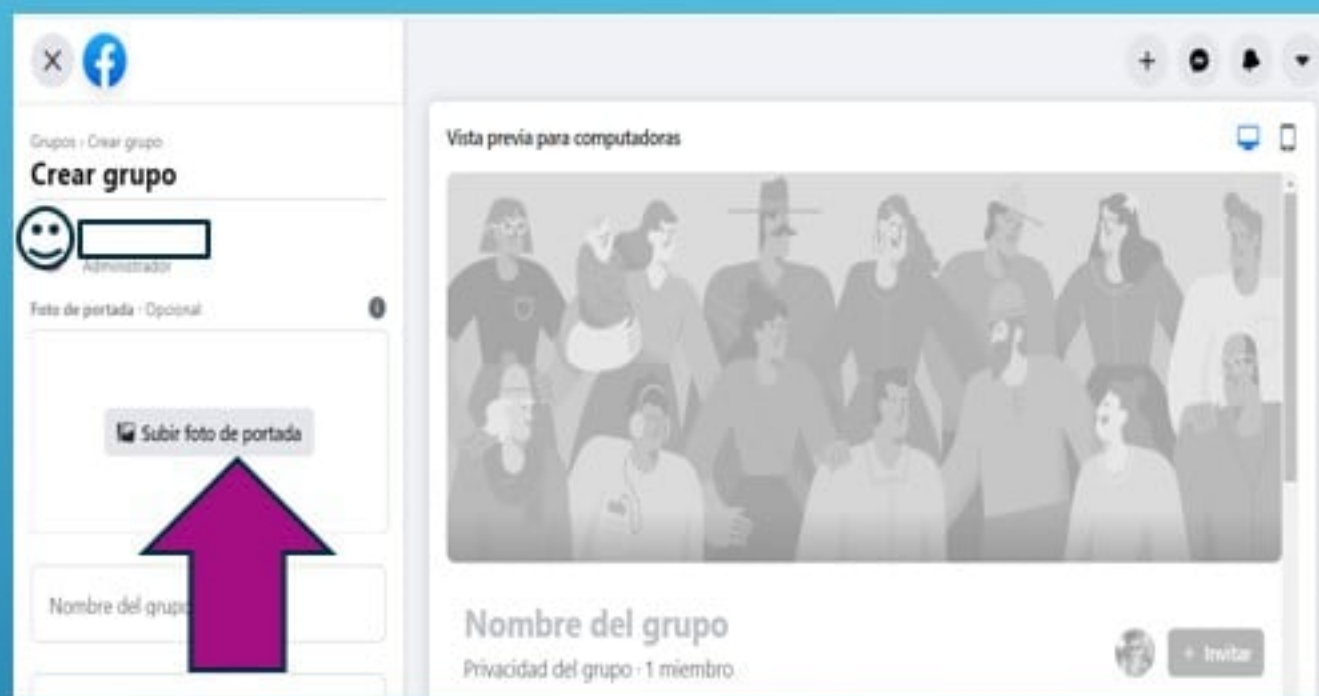 Grupos › Crear grupo
Crear grupo
Administrador
Foto de portada · Opcional
Subir foto de portada
Nombre del grupo
Vista previa para computadoras
Nombre del grupo
Privacidad del grupo · 1 miembro
+ Invitar